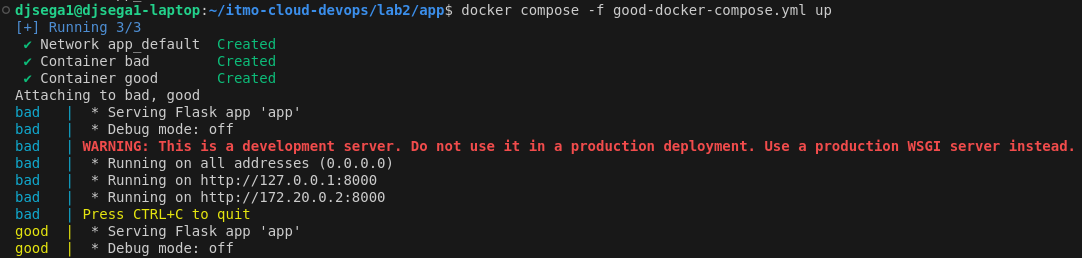 djsega1@djsega1-laptop:~/itmo-cloud-devops/lab2/app$ docker compose -f good-docker-compose.yml up
[+] Running 3/3
✔ Network app_default Created
✔ Container bad Created
✔ Container good Created
Attaching to bad, good
bad | * Serving Flask app 'app'
bad | * Debug mode: off
bad | WARNING: This is a development server. Do not use it in a production deployment. Use a production WSGI server instead.
bad | * Running on all addresses (0.0.0.0)
bad | * Running on http://127.0.0.1:8000
bad | * Running on http://172.20.0.2:8000
bad | Press CTRL+C to quit
good | * Serving Flask app 'app'
good | * Debug mode: off